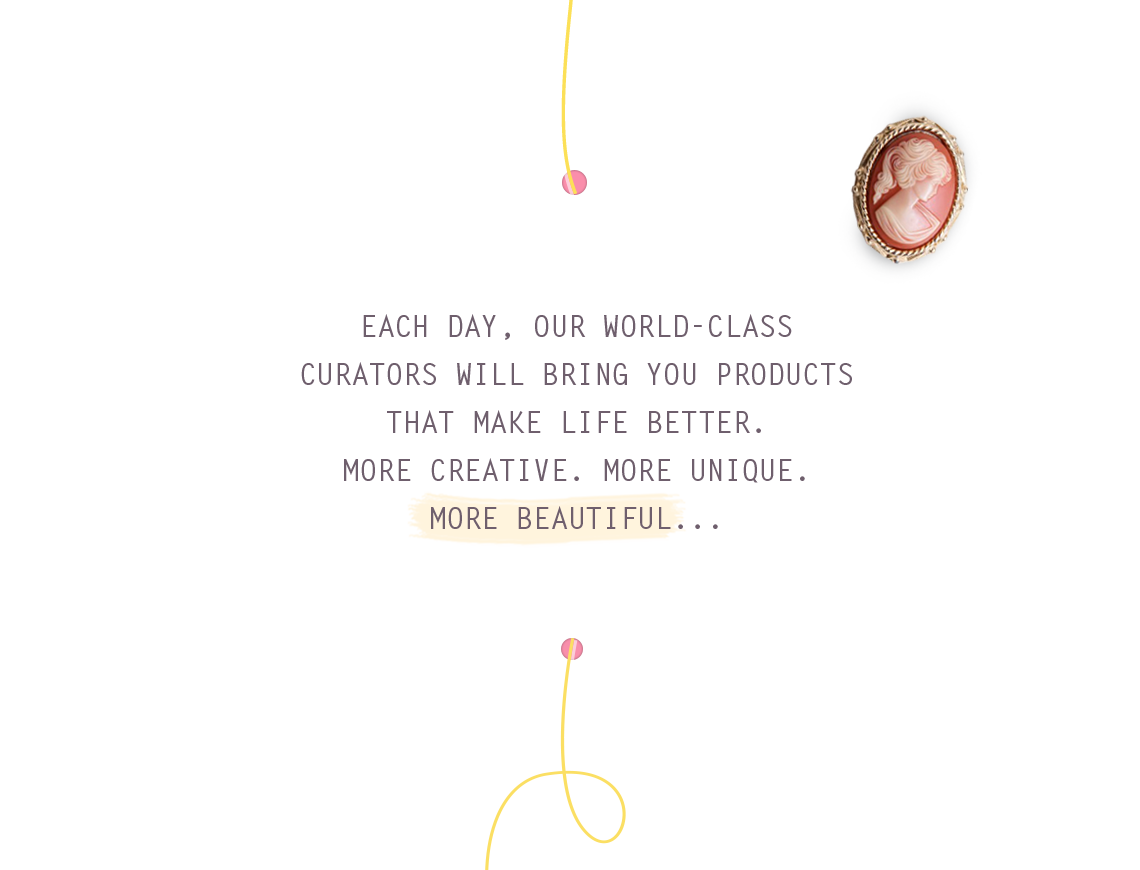 EACH DAY, OUR WORLD-CLASS
CURATORS WILL BRING YOU PRODUCTS
THAT MAKE LIFE BETTER.
MORE CREATIVE. MORE UNIQUE.
MORE BEAUTIFUL...